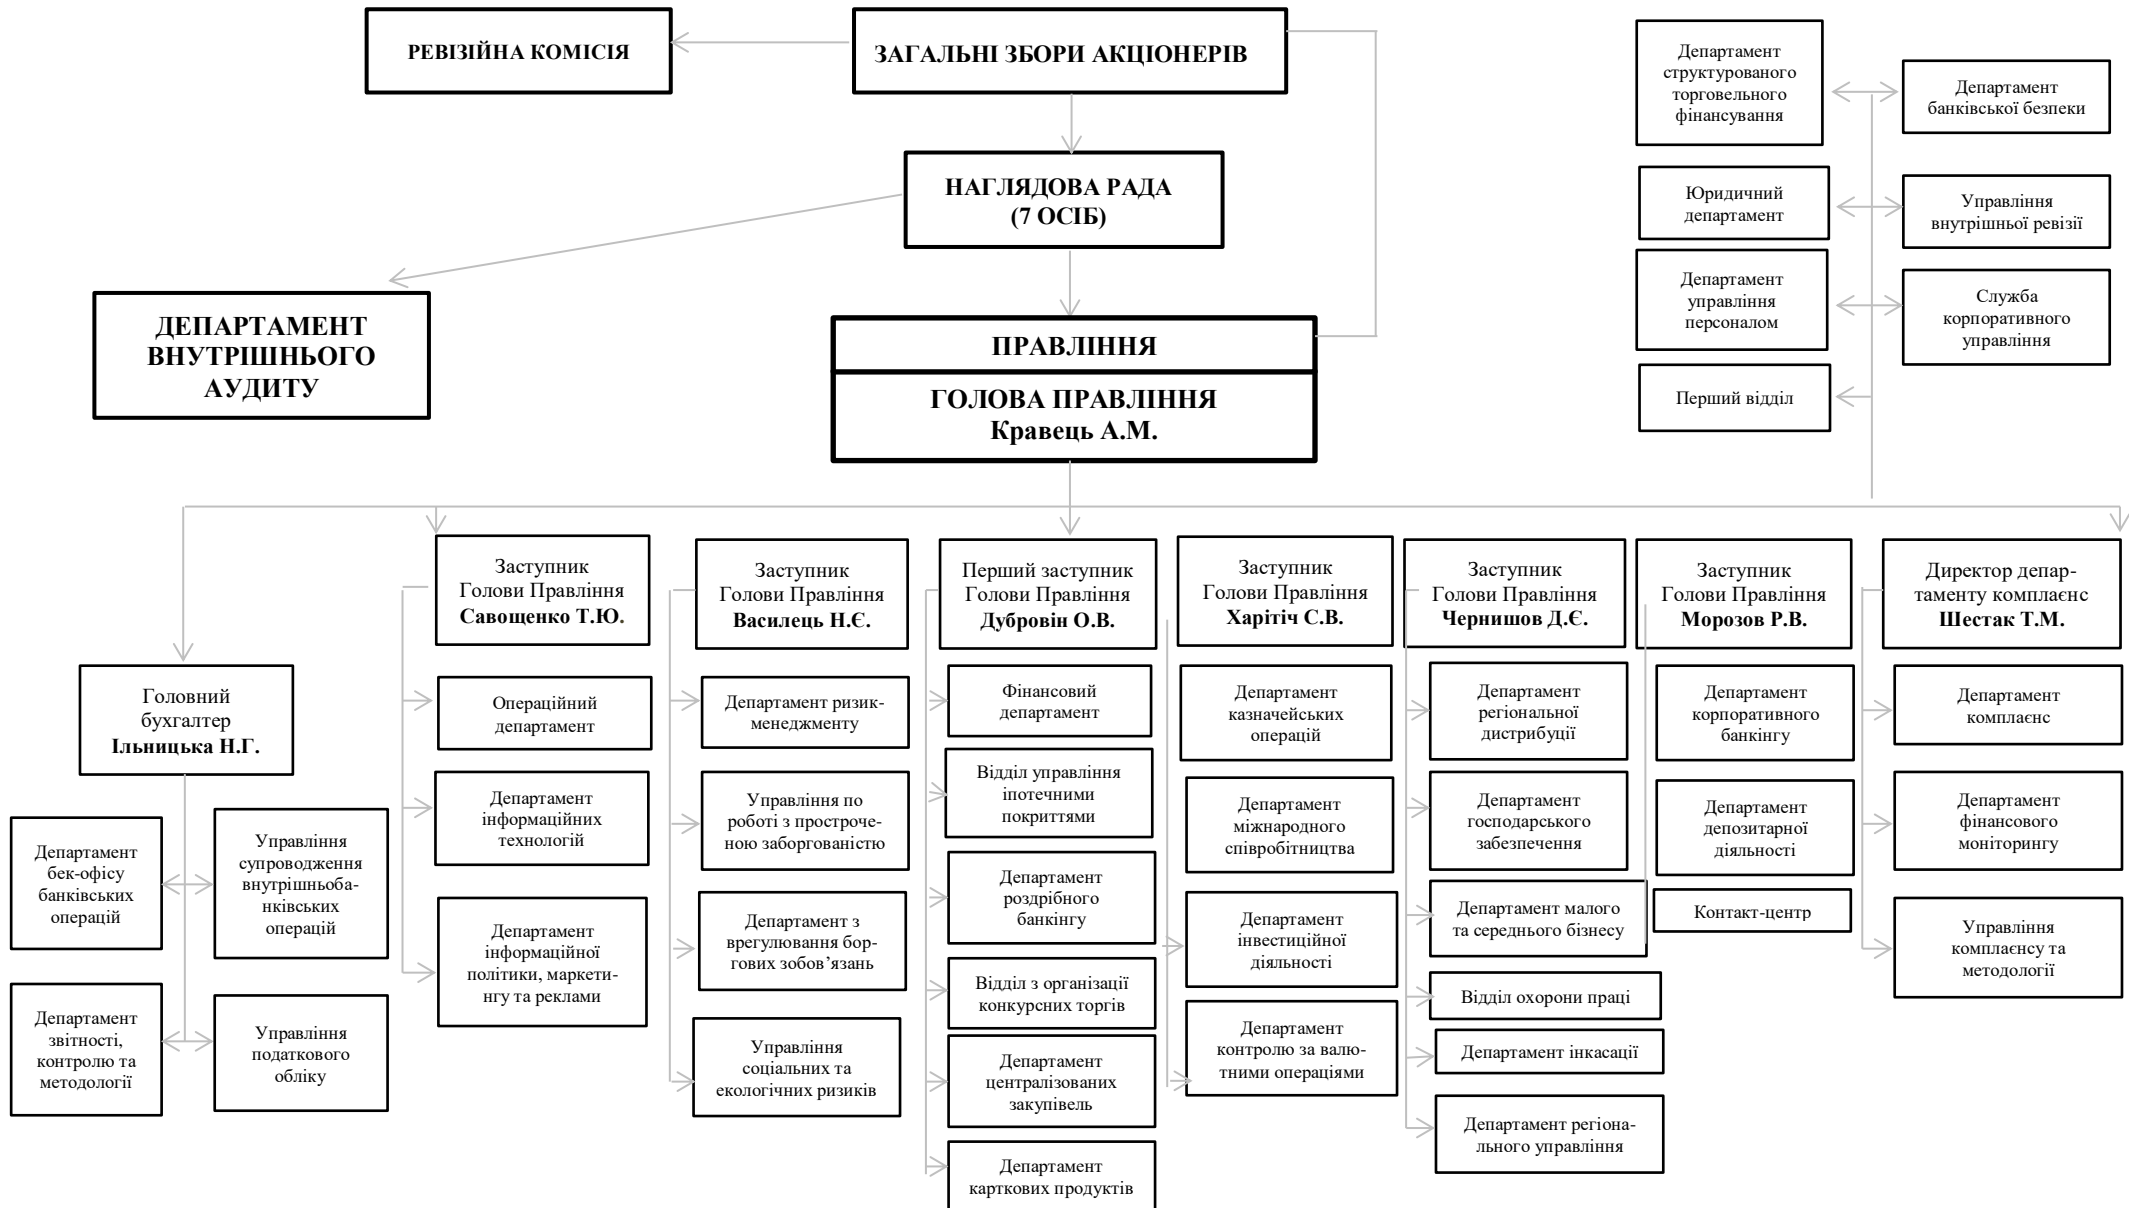 РЕВІЗІЙНА КОМІСІЯ
ЗАГАЛЬНІ ЗБОРИ АКЦІОНЕРІВ
НАГЛЯДОВА РАДА
(7 ОСІБ)
ДЕПАРТАМЕНТ
ВНУТРІШНЬОГО
АУДИТУ
ПРАВЛІННЯ
ГОЛОВА ПРАВЛІННЯ
Кравець А.М.
Департамент
структурованого
торговельного
фінансування
Департамент
банківської безпеки
Юридичний
департамент
Управління
внутрішньої ревізії
Департамент
управління
персоналом
Служба
корпоративного
управління
Перший відділ
Головний
бухгалтер
Ільницька Н.Г.
Департамент
бек-офісу
банківських
операцій
Управління
супроводження
внутрішньоба-
нківських
операцій
Департамент
звітності,
контролю та
методології
Управління
податкового
обліку
Заступник
Голови Правління
Савощенко Т.Ю.
Операційний
департамент
Департамент
інформаційних
технологій
Департамент
інформаційної
політики, маркети-
нгу та реклами
Заступник
Голови Правління
Василець Н.Є.
Департамент ризик-
менеджменту
Управління по
роботі з простроче-
ною заборгованістю
Департамент з
врегулювання бор-
гових зобов’язань
Управління
соціальних та
екологічних ризиків
Перший заступник
Голови Правління
Дубровін О.В.
Фінансовий
департамент
Відділ управління
іпотечними
покриттями
Департамент
роздрібного
банкінгу
Відділ з організації
конкурсних торгів
Департамент
централізованих
закупівель
Департамент
карткових продуктів
Заступник
Голови Правління
Харітіч С.В.
Департамент
казначейських
операцій
Департамент
міжнародного
співробітництва
Департамент
інвестиційної
діяльності
Департамент
контролю за валю-
тними операціями
Заступник
Голови Правління
Чернишов Д.Є.
Департамент
регіональної
дистрибуції
Департамент
господарського
забезпечення
Департамент малого
та середнього бізнесу
Відділ охорони праці
Департамент інкасації
Департамент регіона-
льного управління
Заступник
Голови Правління
Морозов Р.В.
Департамент
корпоративного
банкінгу
Департамент
депозитарної
діяльності
Контакт-центр
Директор депар-
таменту комплаєнс
Шестак Т.М.
Департамент
комплаєнс
Департамент
фінансового
моніторингу
Управління
комплаєнсу та
методології